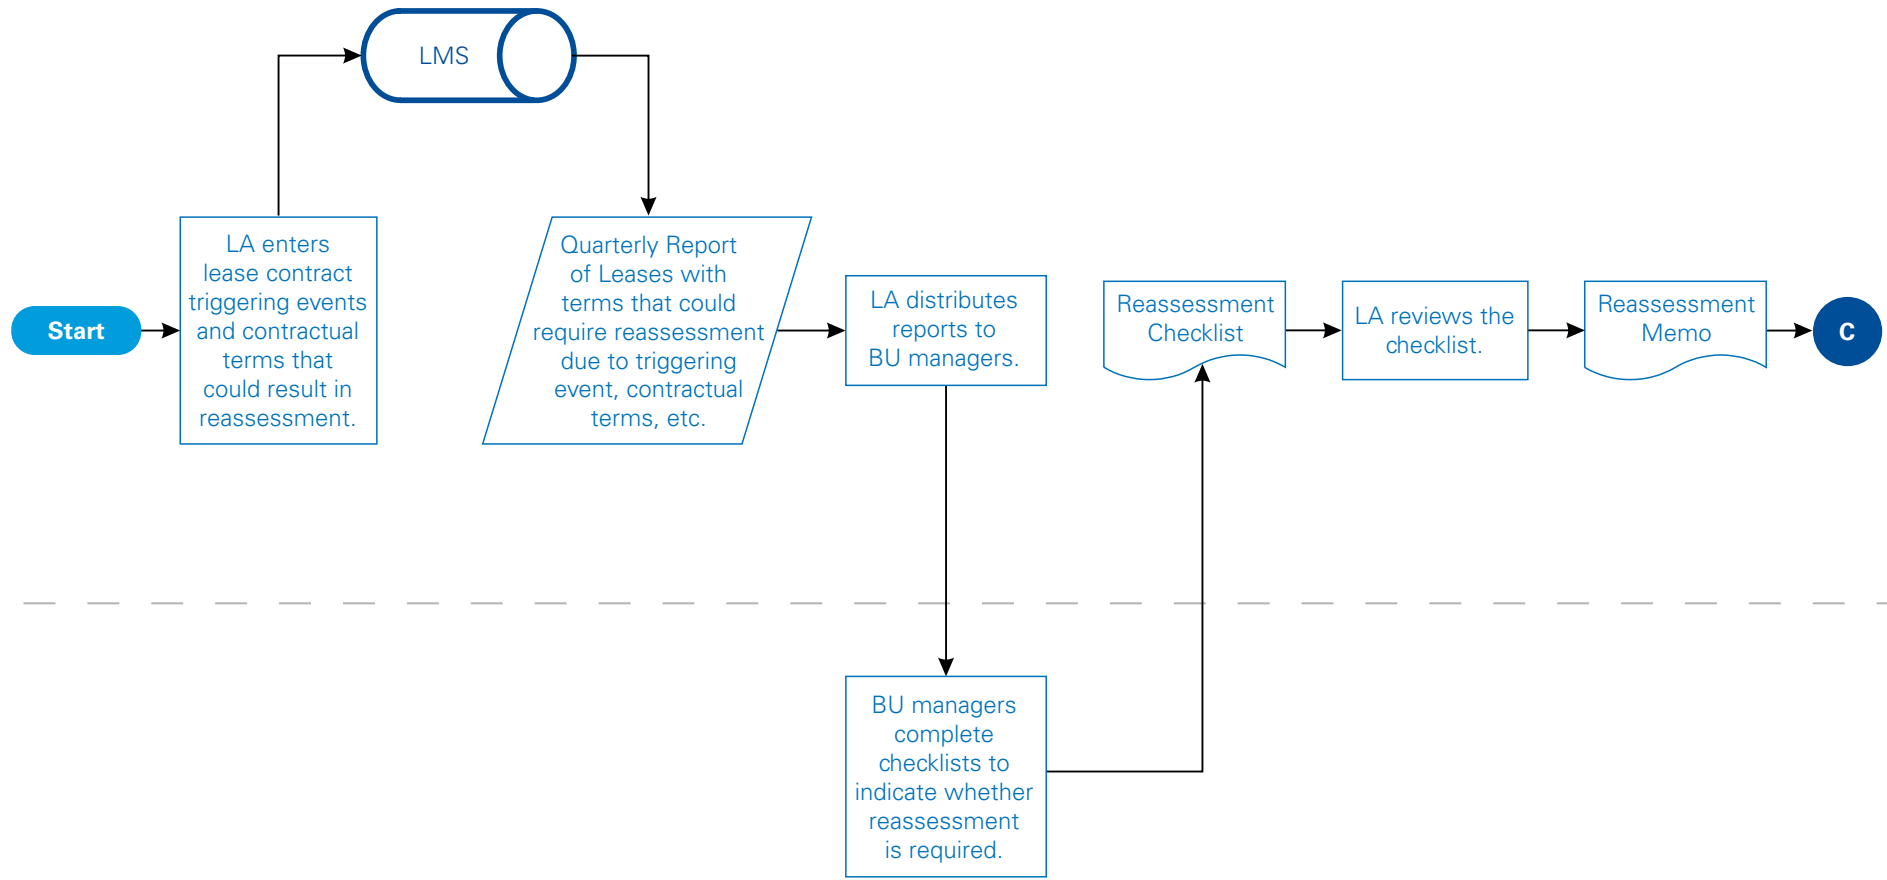 LMS
Start
LA enters
lease contract
triggering events
and contractual
terms that
could result in
reassessment.
Quarterly Report
of Leases with
terms that could
require reassessment
due to triggering
event, contractual
terms, etc.
LA distributes
reports to
BU managers.
Reassessment
Checklist
LA reviews the
checklist.
Reassessment
Memo
C
BU managers
complete
checklists to
indicate whether
reassessment
is required.